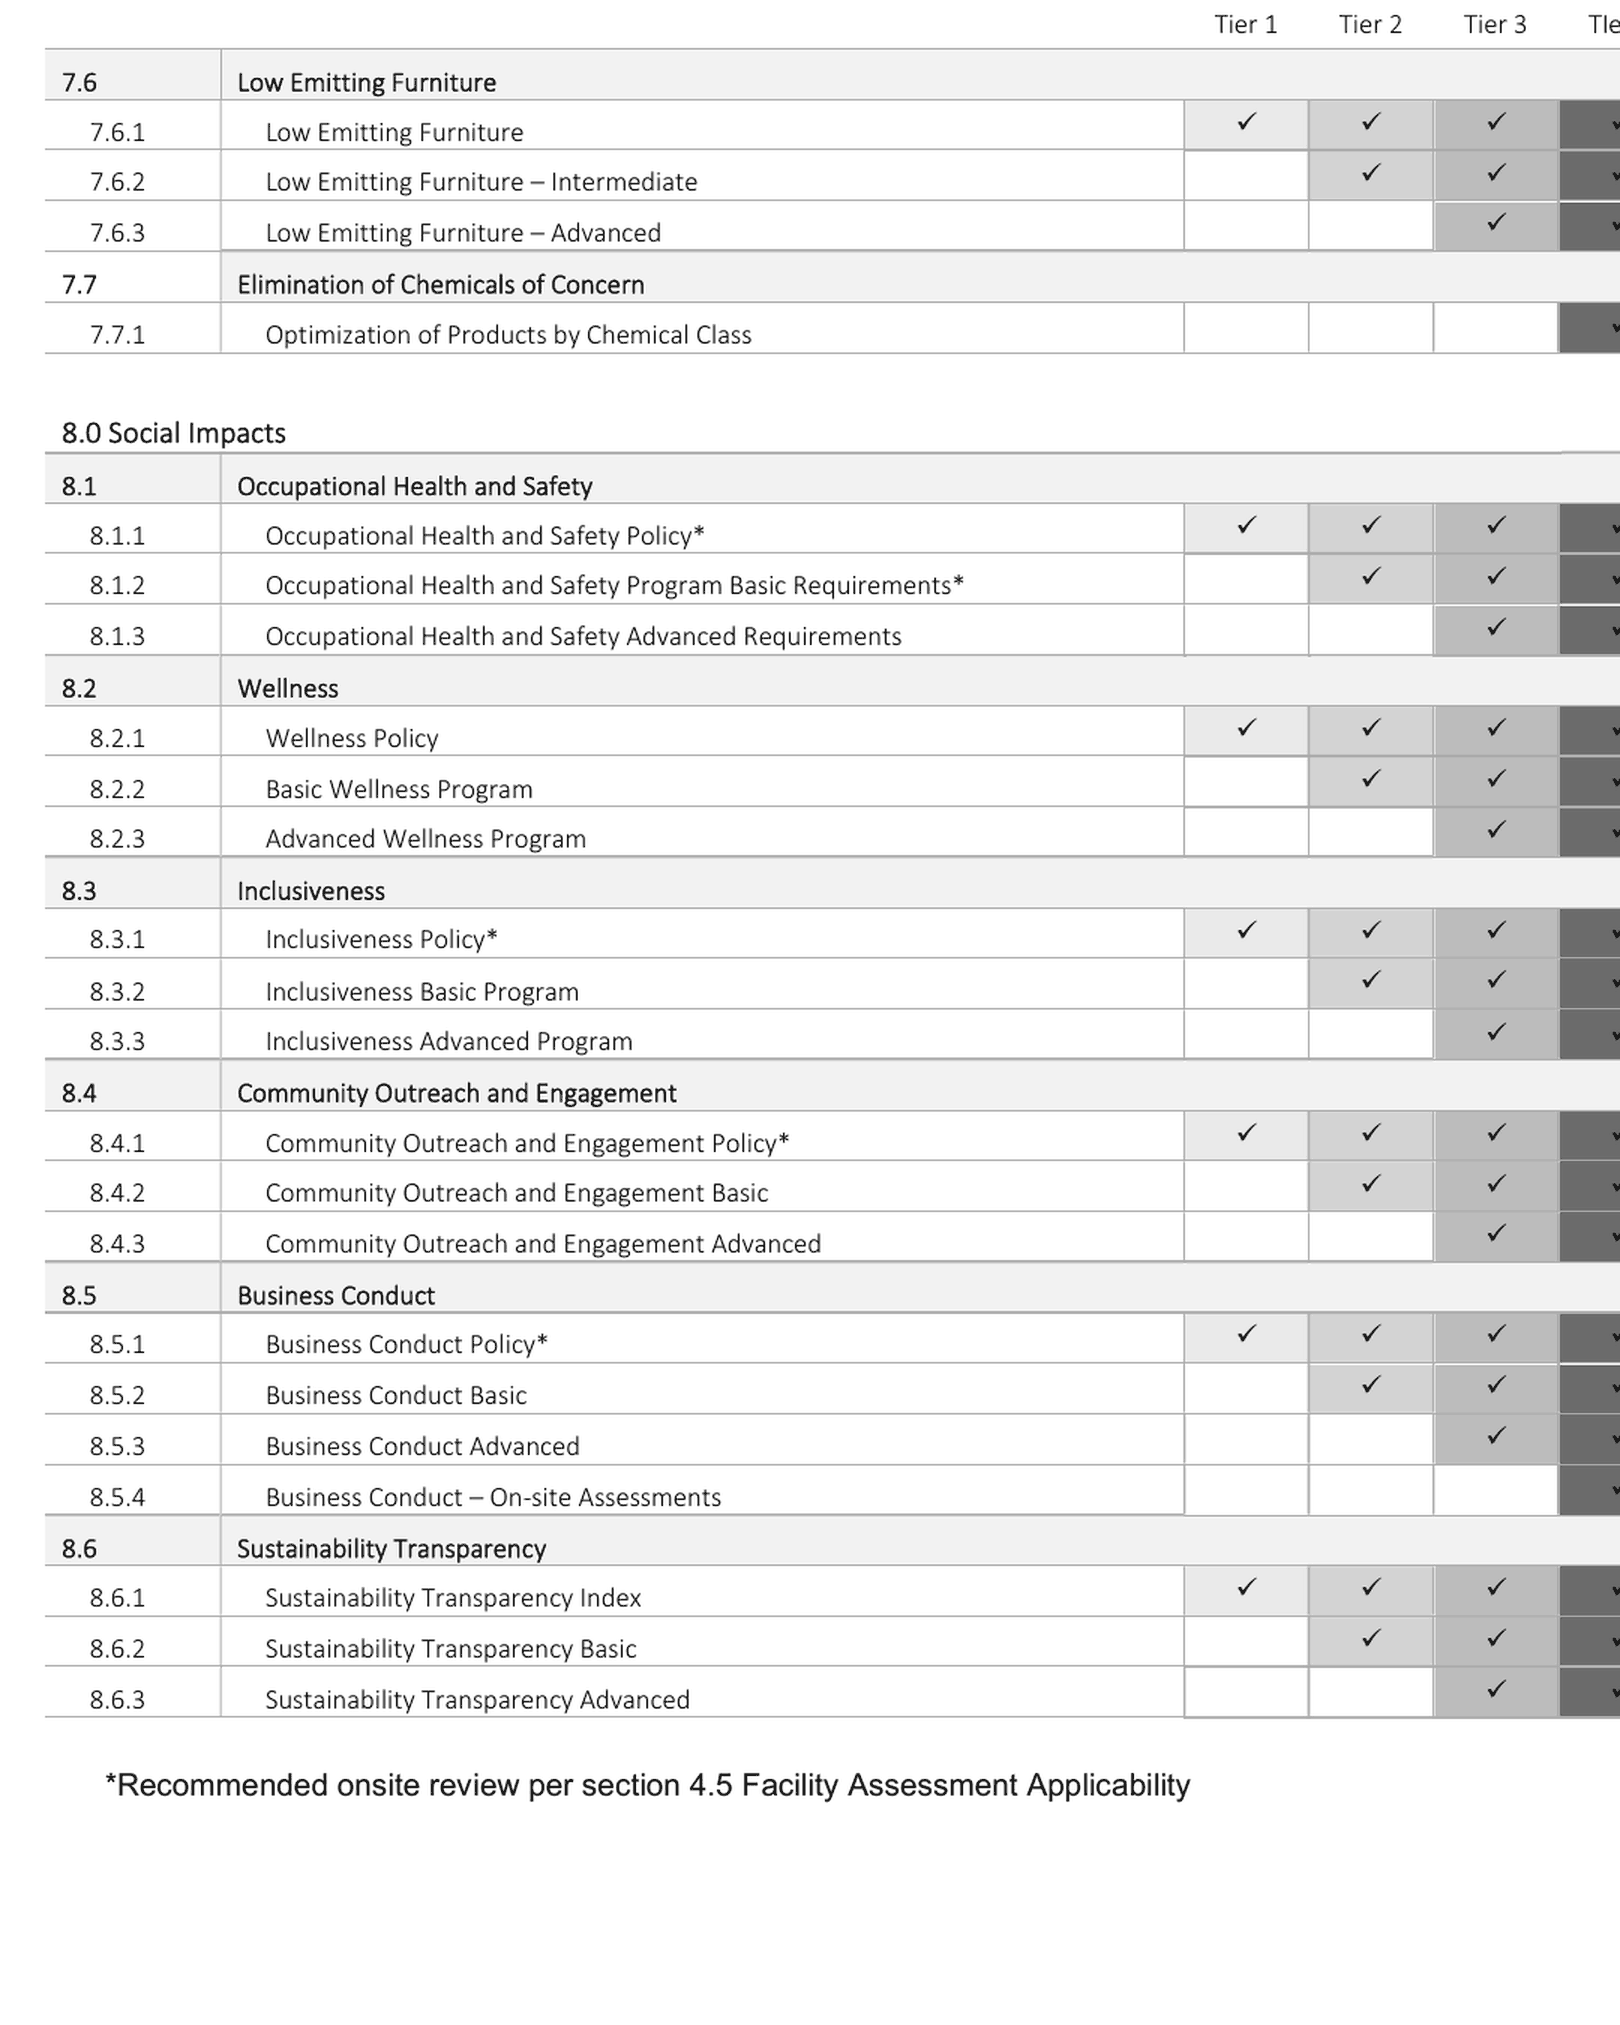 Tier 1 Tier 2 Tier 3
7.6 Low Emitting Furniture
7.6.1 Low Emitting Furniture ✓ ✓ ✓
7.6.2 Low Emitting Furniture – Intermediate ✓ ✓
7.6.3 Low Emitting Furniture – Advanced ✓
7.7 Elimination of Chemicals of Concern
7.7.1 Optimization of Products by Chemical Class
8.0 Social Impacts
8.1 Occupational Health and Safety
8.1.1 Occupational Health and Safety Policy* ✓ ✓ ✓
8.1.2 Occupational Health and Safety Program Basic Requirements* ✓ ✓
8.1.3 Occupational Health and Safety Advanced Requirements ✓
8.2 Wellness
8.2.1 Wellness Policy ✓ ✓ ✓
8.2.2 Basic Wellness Program ✓ ✓
8.2.3 Advanced Wellness Program ✓
8.3 Inclusiveness
8.3.1 Inclusiveness Policy* ✓ ✓ ✓
8.3.2 Inclusiveness Basic Program ✓ ✓
8.3.3 Inclusiveness Advanced Program ✓
8.4 Community Outreach and Engagement
8.4.1 Community Outreach and Engagement Policy* ✓ ✓ ✓
8.4.2 Community Outreach and Engagement Basic ✓ ✓
8.4.3 Community Outreach and Engagement Advanced ✓
8.5 Business Conduct
8.5.1 Business Conduct Policy* ✓ ✓ ✓
8.5.2 Business Conduct Basic ✓ ✓
8.5.3 Business Conduct Advanced ✓
8.5.4 Business Conduct – On-site Assessments
8.6 Sustainability Transparency
8.6.1 Sustainability Transparency Index ✓ ✓ ✓
8.6.2 Sustainability Transparency Basic ✓ ✓
8.6.3 Sustainability Transparency Advanced ✓
*Recommended onsite review per section 4.5 Facility Assessment Applicability